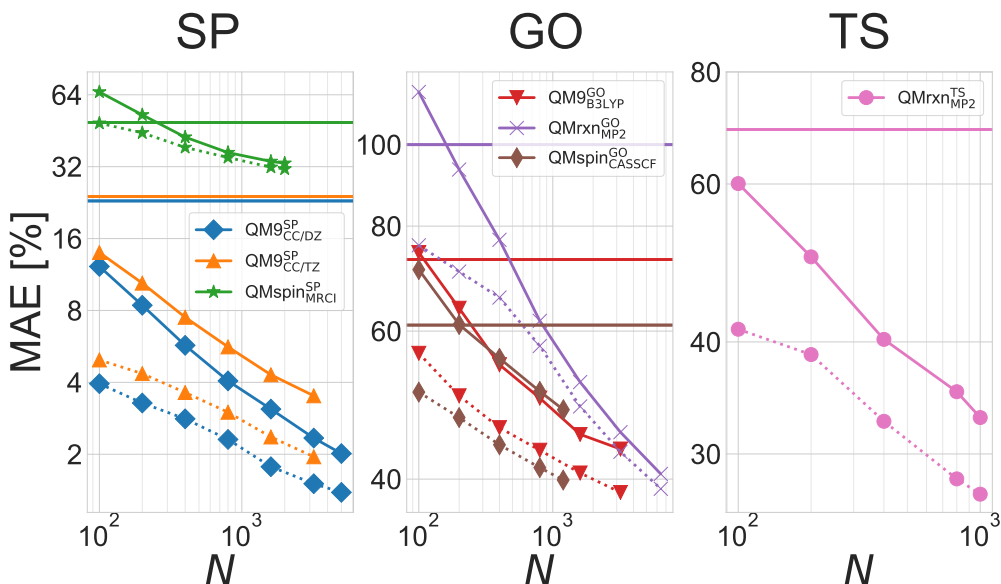 SP
GO
TS
MAE [%]
64
32
16
8
4
2
QM9^SP_CC/DZ
QM9^SP_CC/TZ
QMspin^SP_MRCI
10^2
10^3
N
100
80
60
40
QM9^GO_B3LYP
QMrxn^GO_MP2
QMspin^GO_CASSCF
10^2
10^3
N
80
60
40
30
QMrxn^TS_MP2
10^2
10^3
N